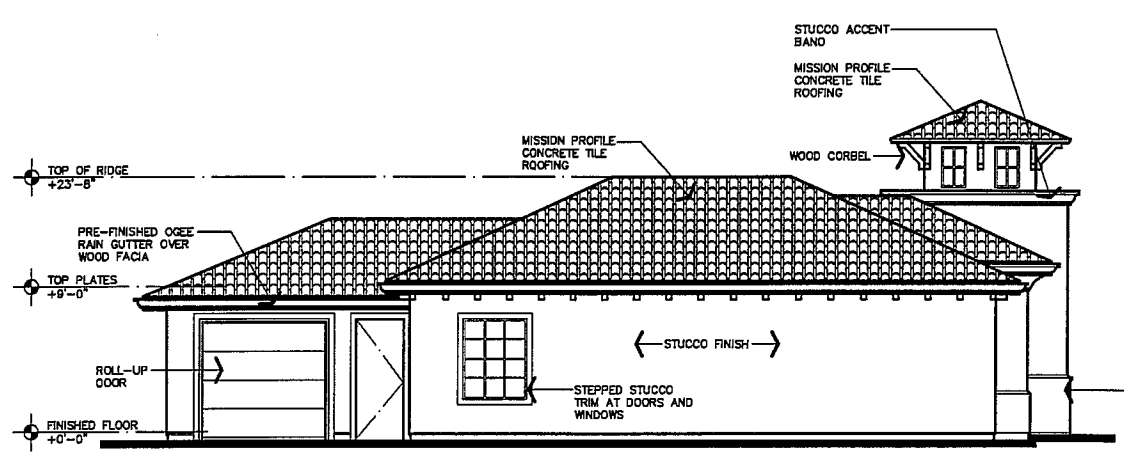 STUCCO ACCENT
BAND
MISSION PROFILE
CONCRETE TILE
ROOFING
MISSION PROFILE
CONCRETE TILE
ROOFING
WOOD CORBEL
TOP OF RIDGE
+23'-8"
PRE-FINISHED OGEE
RAIN GUTTER OVER
WOOD FACIA
TOP PLATES
+9'-0"
STUCCO FINISH
ROLL-UP
DOOR
STEPPED STUCCO
TRIM AT DOORS AND
WINDOWS
FINISHED FLOOR
+0'-0"